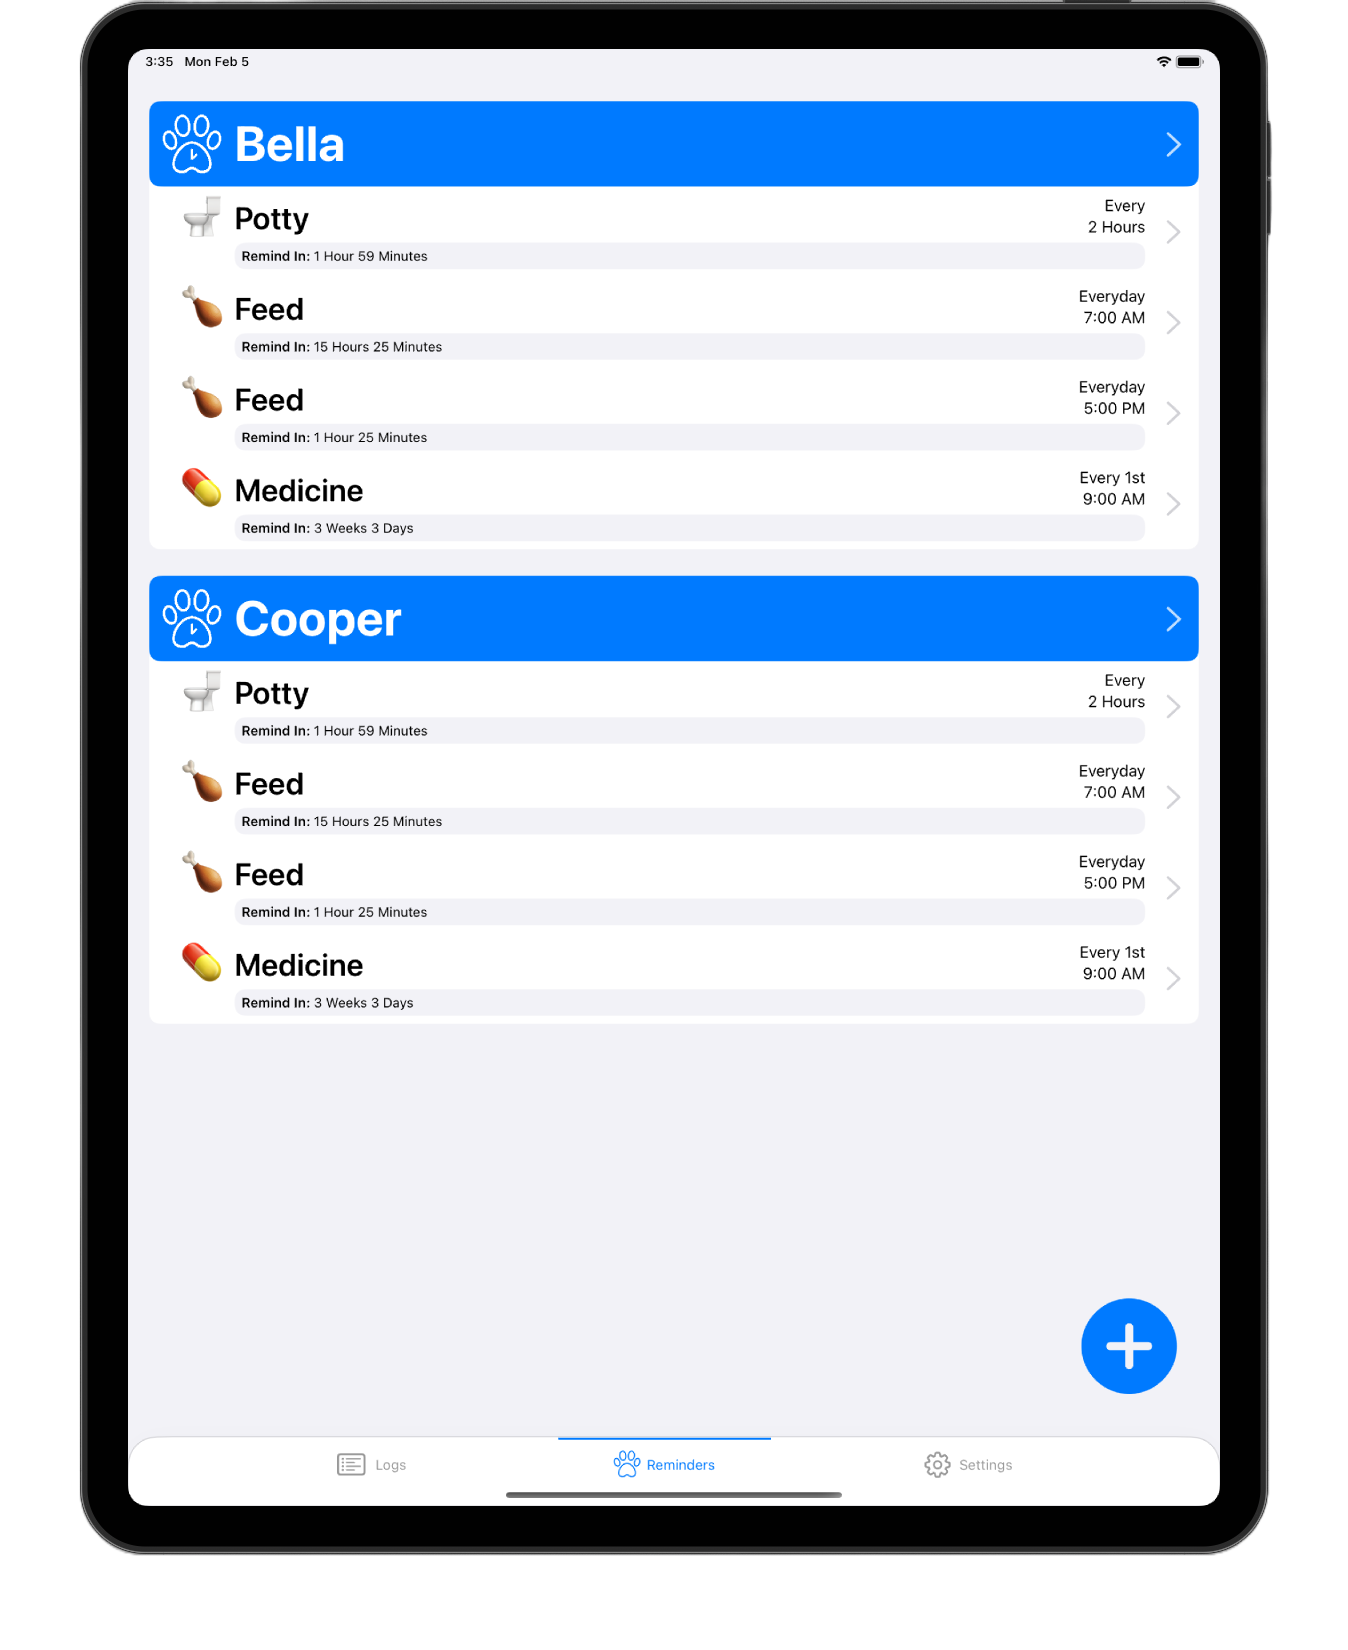 3:35 Mon Feb 5
Bella
Potty
Every
2 Hours
Remind In: 1 Hour 59 Minutes
Feed
Everyday
7:00 AM
Remind In: 15 Hours 25 Minutes
Feed
Everyday
5:00 PM
Remind In: 1 Hour 25 Minutes
Medicine
Every 1st
9:00 AM
Remind In: 3 Weeks 3 Days
Cooper
Potty
Every
2 Hours
Remind In: 1 Hour 59 Minutes
Feed
Everyday
7:00 AM
Remind In: 15 Hours 25 Minutes
Feed
Everyday
5:00 PM
Remind In: 1 Hour 25 Minutes
Medicine
Every 1st
9:00 AM
Remind In: 3 Weeks 3 Days
Logs
Reminders
Settings